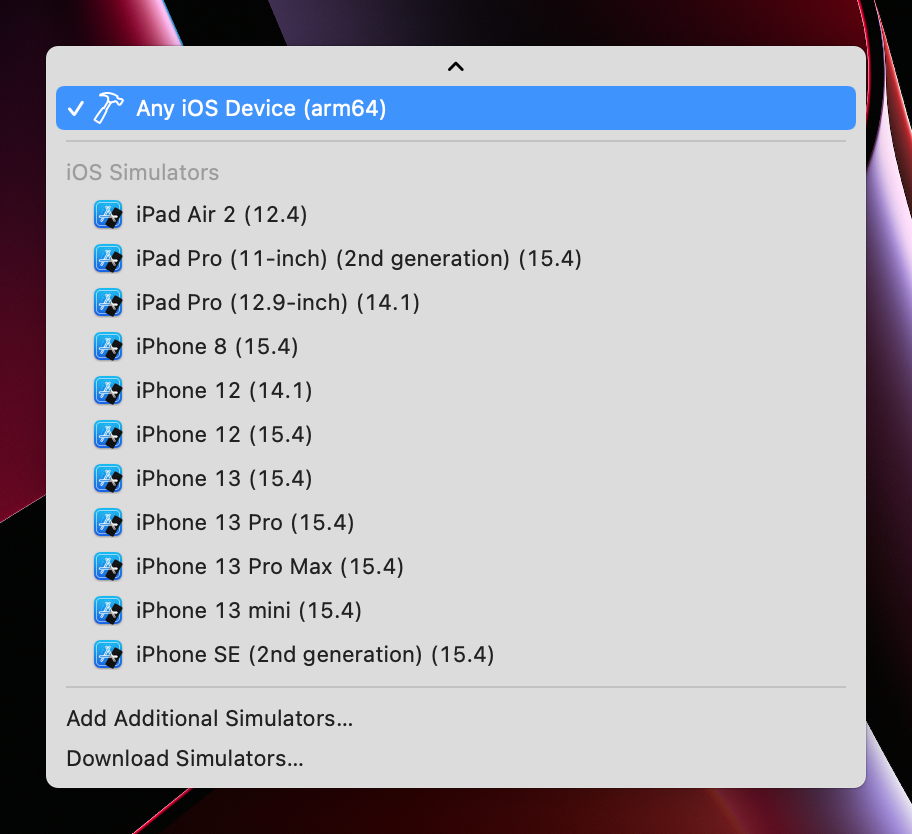 Any iOS Device (arm64)
iOS Simulators
iPad Air 2 (12.4)
iPad Pro (11-inch) (2nd generation) (15.4)
iPad Pro (12.9-inch) (14.1)
iPhone 8 (15.4)
iPhone 12 (14.1)
iPhone 12 (15.4)
iPhone 13 (15.4)
iPhone 13 Pro (15.4)
iPhone 13 Pro Max (15.4)
iPhone 13 mini (15.4)
iPhone SE (2nd generation) (15.4)
Add Additional Simulators...
Download Simulators...